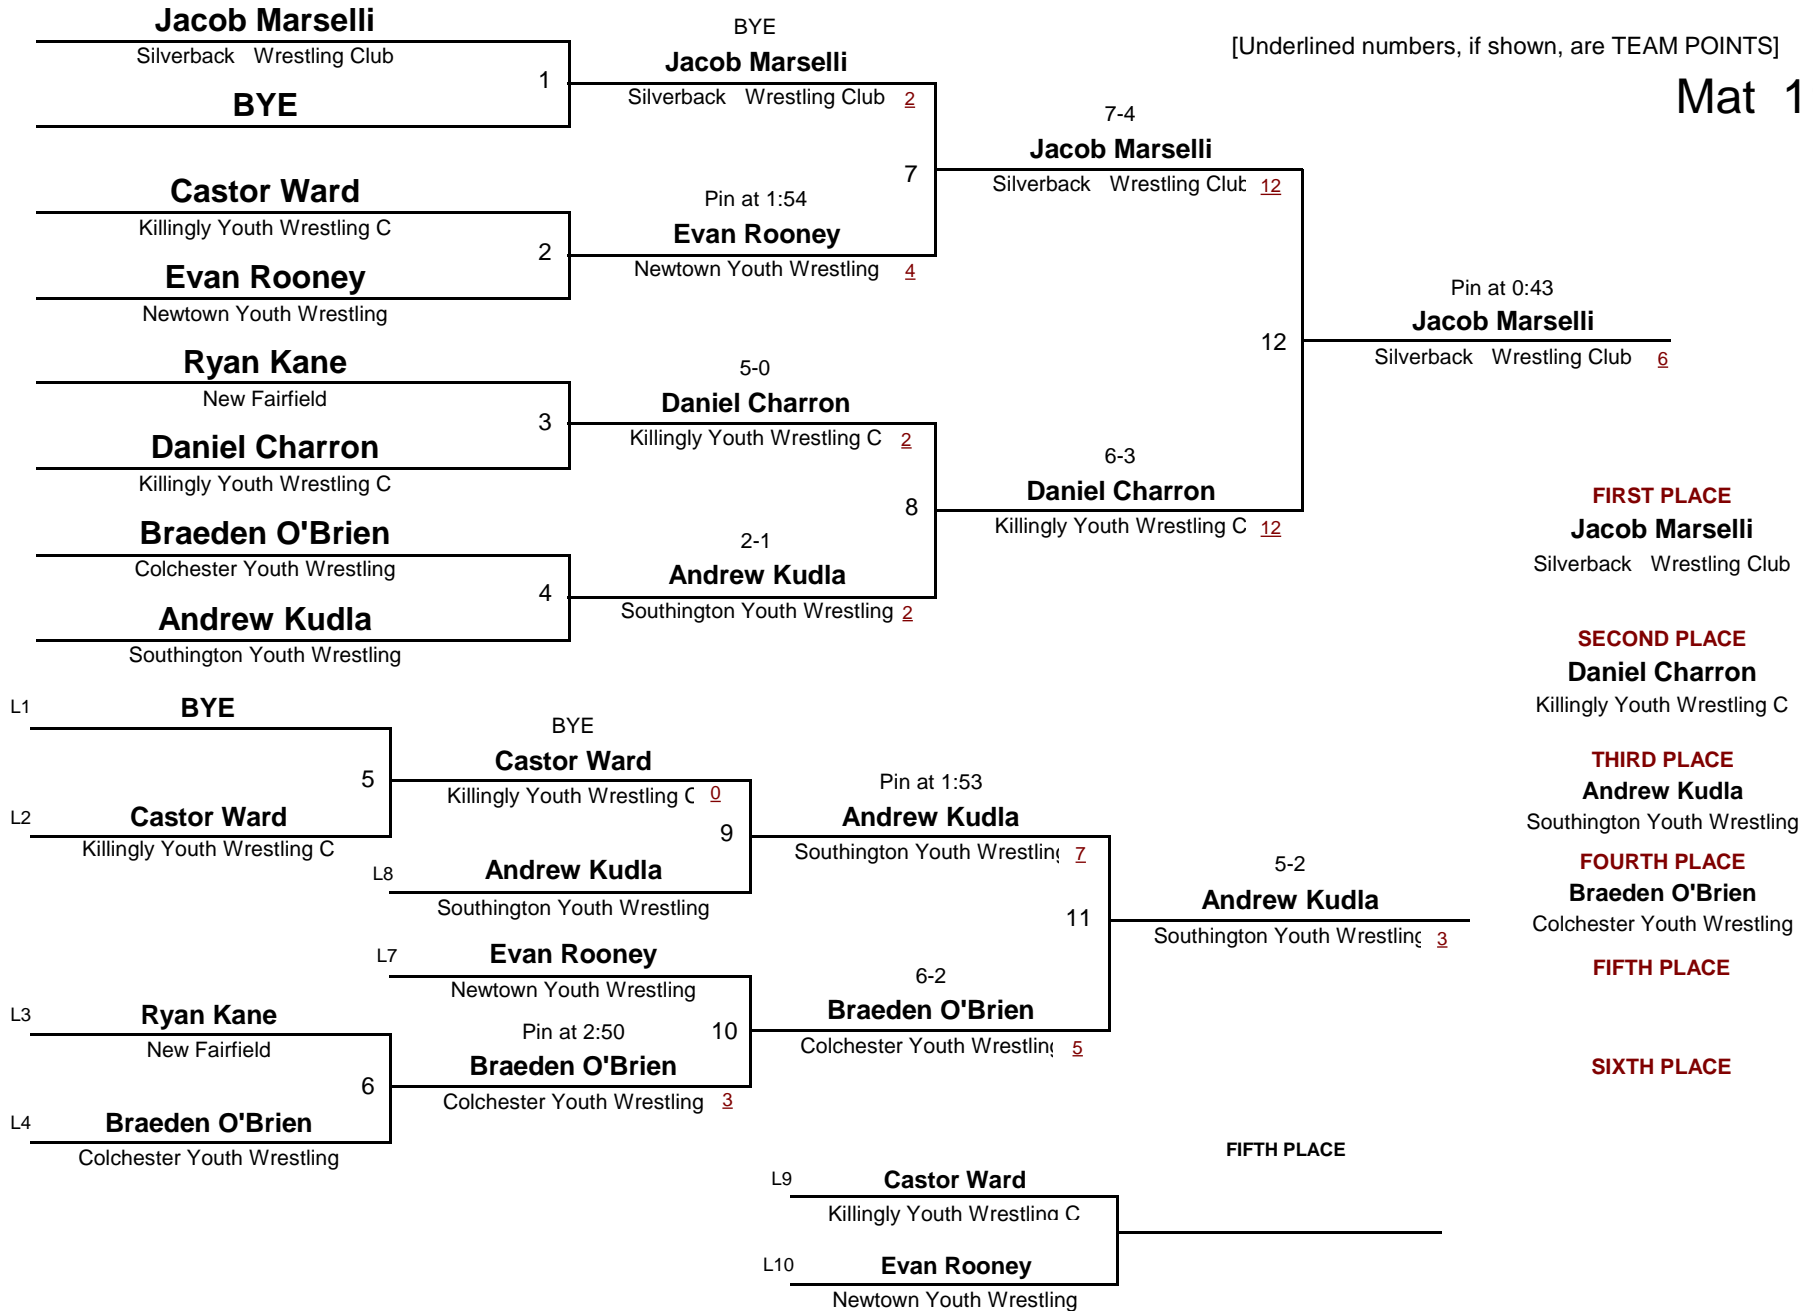 [Underlined numbers, if shown, are TEAM POINTS]
Mat 1
Jacob Marselli
Silverback Wrestling Club
1
BYE
BYE
Jacob Marselli
Silverback Wrestling Club 2
Castor Ward
Killingly Youth Wrestling C
2
Evan Rooney
Newtown Youth Wrestling
Pin at 1:54
Evan Rooney
Newtown Youth Wrestling 4
7
7-4
Jacob Marselli
Silverback Wrestling Club 12
Ryan Kane
New Fairfield
3
Daniel Charron
Killingly Youth Wrestling C
5-0
Daniel Charron
Killingly Youth Wrestling C 2
Braeden O'Brien
Colchester Youth Wrestling
4
Andrew Kudla
Southington Youth Wrestling
2-1
Andrew Kudla
Southington Youth Wrestling 2
8
6-3
Daniel Charron
Killingly Youth Wrestling C 12
12
Pin at 0:43
Jacob Marselli
Silverback Wrestling Club 6
FIRST PLACE
Jacob Marselli
Silverback Wrestling Club
SECOND PLACE
Daniel Charron
Killingly Youth Wrestling C
THIRD PLACE
Andrew Kudla
Southington Youth Wrestling
FOURTH PLACE
Braeden O'Brien
Colchester Youth Wrestling
FIFTH PLACE
SIXTH PLACE
L1 BYE
5
L2 Castor Ward
Killingly Youth Wrestling C
BYE
Castor Ward
Killingly Youth Wrestling C 0
9
L8 Andrew Kudla
Southington Youth Wrestling
Pin at 1:53
Andrew Kudla
Southington Youth Wrestling 7
L7 Evan Rooney
Newtown Youth Wrestling
L3 Ryan Kane
New Fairfield
6
L4 Braeden O'Brien
Colchester Youth Wrestling
Pin at 2:50
Braeden O'Brien
Colchester Youth Wrestling 3
10
6-2
Braeden O'Brien
Colchester Youth Wrestling 5
11
5-2
Andrew Kudla
Southington Youth Wrestling 3
FIFTH PLACE
L9 Castor Ward
Killingly Youth Wrestling C
L10 Evan Rooney
Newtown Youth Wrestling